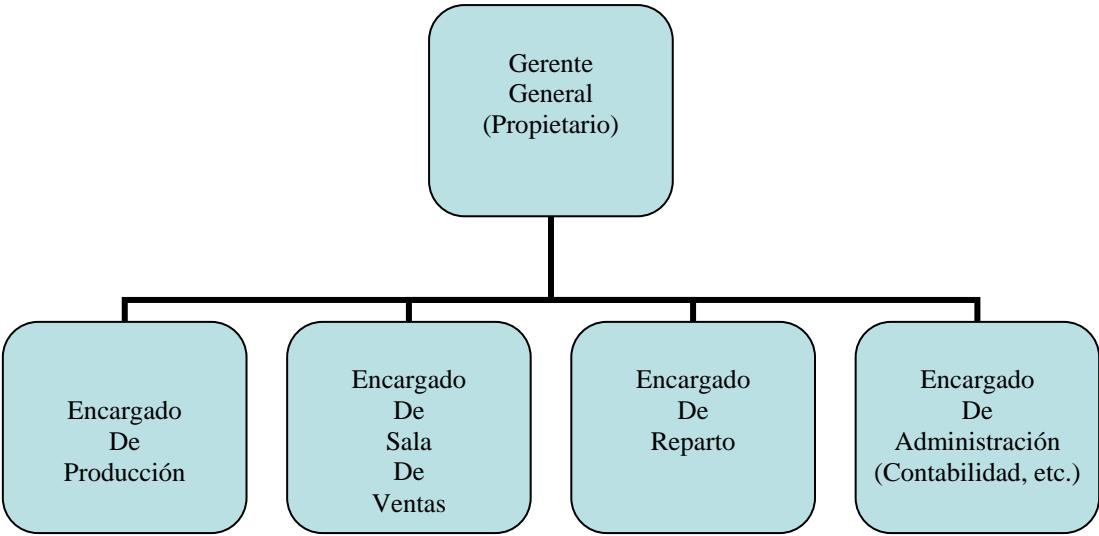 Gerente
General
(Propietario)
Encargado
De
Producción
Encargado
De
Sala
De
Ventas
Encargado
De
Reparto
Encargado
De
Administración
(Contabilidad, etc.)